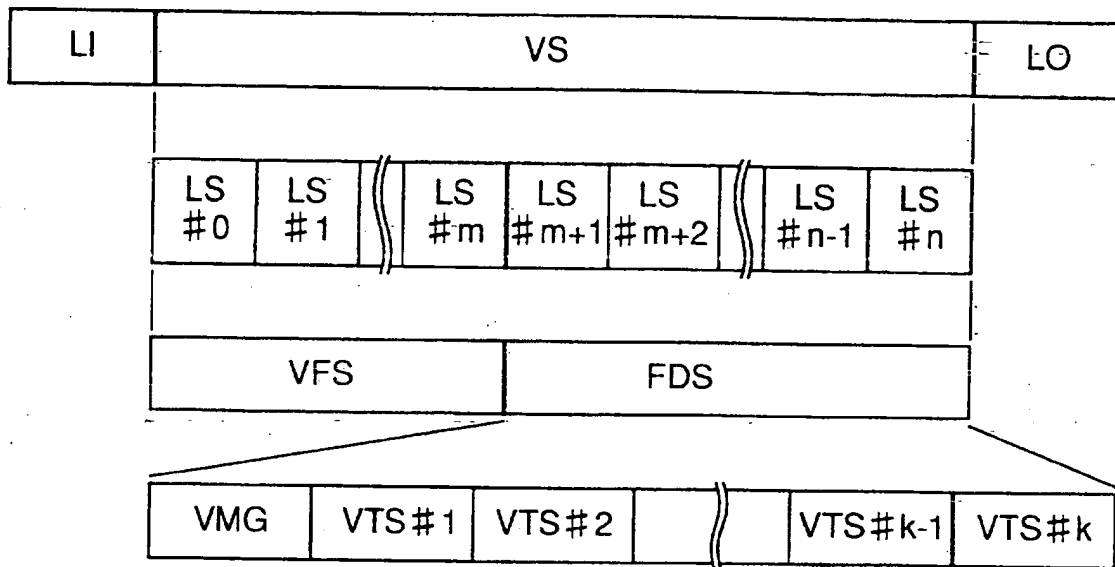 LI VS LO
LS LS LS LS LS LS LS
#0 #1 #m #m+1 #m+2 #n-1 #n
VFS FDS
VMG VTS#1 VTS#2 VTS#k-1 VTS#k